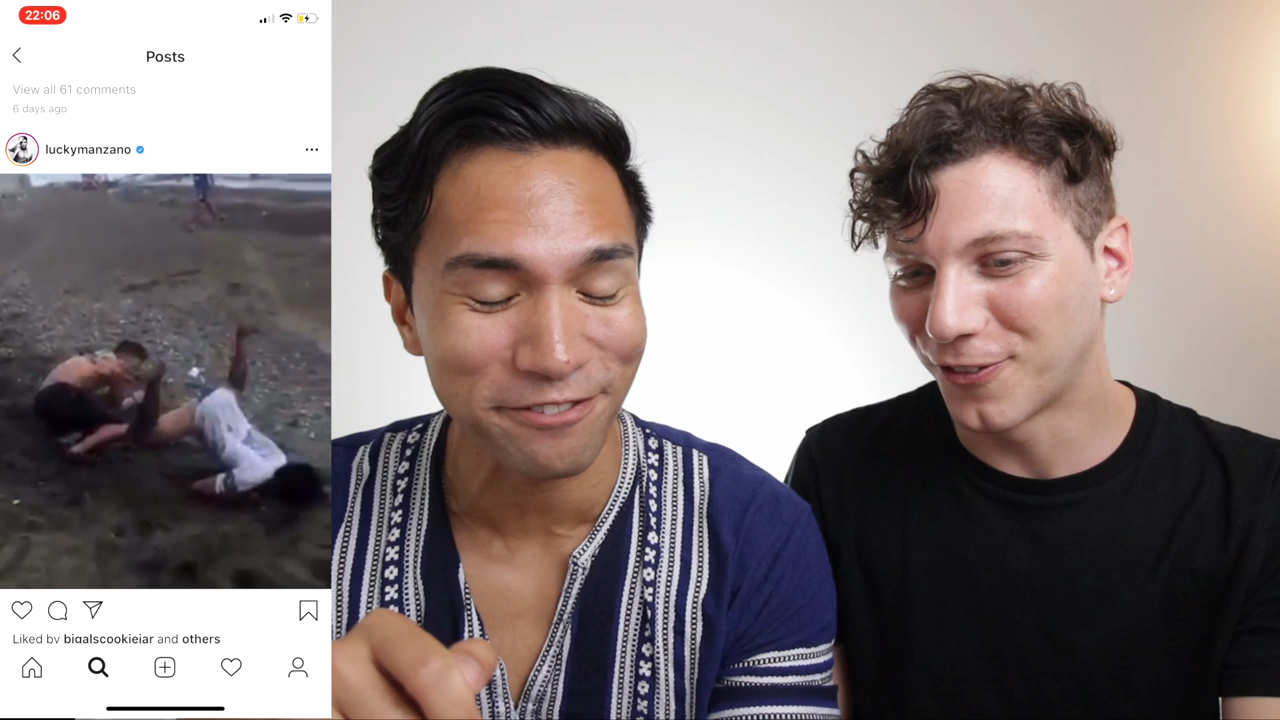 22:06
Posts
View all 61 comments
6 days ago
luckymanzano
Liked by bigalscookiejar and others